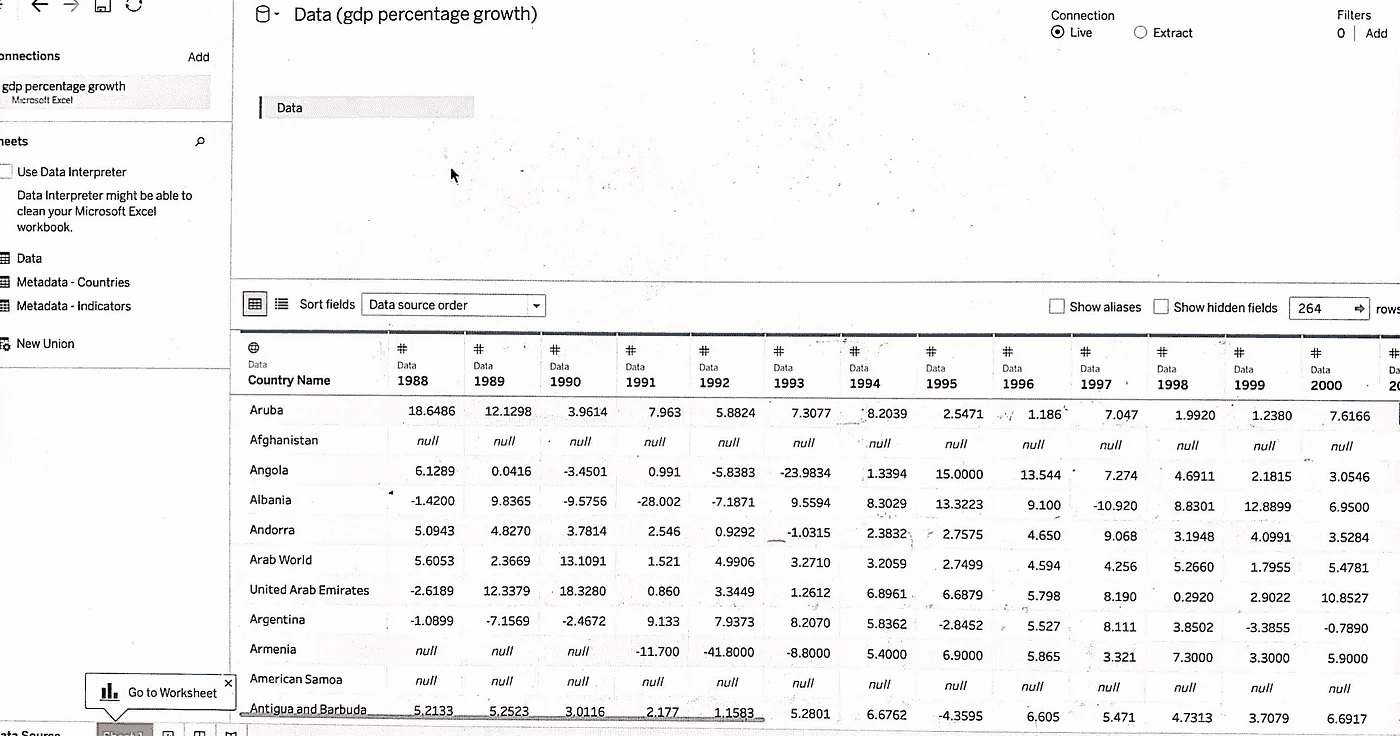 Data (gdp percentage growth)
Connection
Live Extract
Filters
0 | Add
Add
gdp percentage growth
Microsoft Excel
Data
Use Data Interpreter
Data Interpreter might be able to
clean your Microsoft Excel
workbook.
Data
Metadata - Countries
Metadata - Indicators
New Union
Sort fields Data source order
Show aliases Show hidden fields 264 rows
Data Data Data Data Data Data Data Data Data Data Data Data Data Data
Country Name 1988 1989 1990 1991 1992 1993 1994 1995 1996 1997 1998 1999 2000
Aruba 18.6486 12.1298 3.9614 7.963 5.8824 7.3077 8.2039 2.5471 1.186 7.047 1.9920 1.2380 7.6166
Afghanistan null null null null null null null null null null null null null
Angola 6.1289 0.0416 -3.4501 0.991 -5.8383 -23.9834 1.3394 15.0000 13.544 7.274 4.6911 2.1815 3.0546
Albania -1.4200 9.8365 -9.5756 -28.002 -7.1871 9.5594 8.3029 13.3223 9.100 -10.920 8.8301 12.8899 6.9500
Andorra 5.0943 4.8270 3.7814 2.546 0.9292 -1.0315 2.3832 2.7575 4.650 9.068 3.1948 4.0991 3.5284
Arab World 5.6053 2.3669 13.1091 1.521 4.9906 3.2710 3.2059 2.7499 4.594 4.256 5.2660 1.7955 5.4781
United Arab Emirates -2.6189 12.3379 18.3280 0.860 3.3449 1.2612 6.8961 6.6879 5.798 8.190 0.2920 2.9022 10.8527
Argentina -1.0899 -7.1569 -2.4672 9.133 7.9373 8.2070 5.8362 -2.8452 5.527 8.111 3.8502 -3.3855 -0.7890
Armenia null null null -11.700 -41.8000 -8.8000 5.4000 6.9000 5.865 3.321 7.3000 3.3000 5.9000
American Samoa null null null null null null null null null null null null null
Antigua and Barbuda 5.2133 5.2523 3.0116 2.177 1.1583 5.2801 6.6762 -4.3595 6.605 5.471 4.7313 3.7079 6.6917
Go to Worksheet